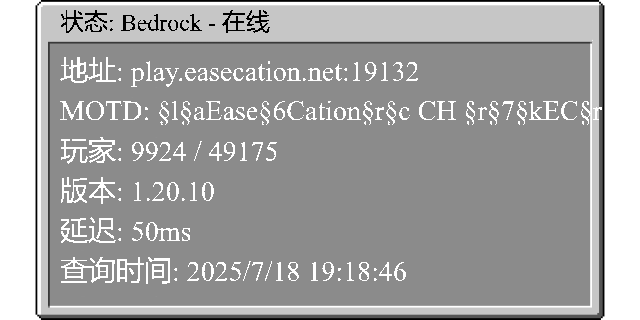 状态: Bedrock - 在线
地址: play.easecation.net:19132
MOTD: §l§aEase§6Cation§r§c CH §r§7§kEC§r
玩家: 9924 / 49175
版本: 1.20.10
延迟: 50ms
查询时间: 2025/7/18 19:18:46